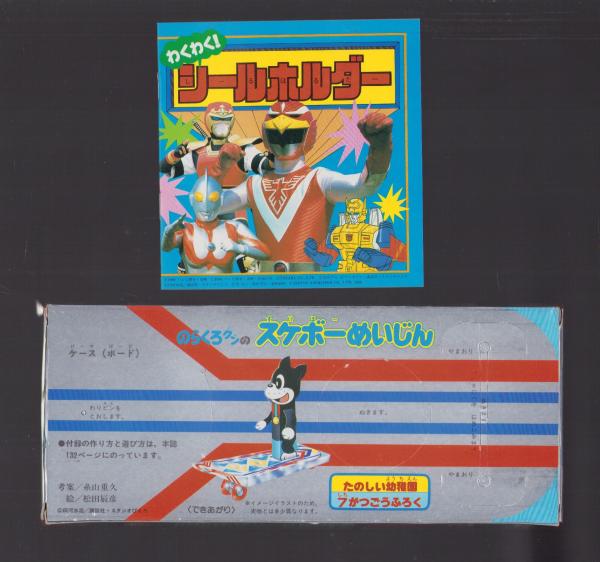 わくわく!
シールホルダー
のらくろクンの
スケボーめいじん
ケース(ボード)
やまおり
わりピンを
とおします。
ぬきます。
●付録の作り方と遊び方は、本誌
132ページにのっています。
やまおり
考案/糸山重久
絵/松田辰彦
〈できあがり〉
※イメージイラストのため、
実物とは多少異なります。
たのしい幼稚園
7がつごうふろく